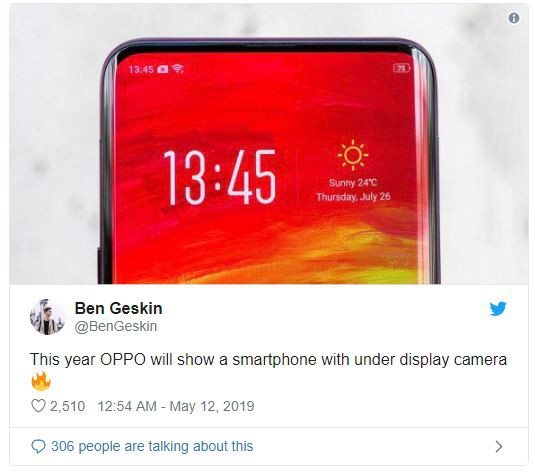 13:45
75
13:45
Sunny 24°C
Thursday, July 26
Ben Geskin
@BenGeskin
This year OPPO will show a smartphone with under display camera
🔥
2,510 12:54 AM - May 12, 2019
306 people are talking about this